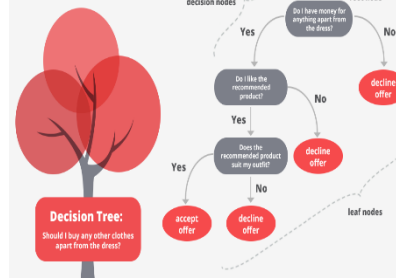 decision nodes
Do I have money for
anything apart from
the dress?
Yes
No
Do I like the
recommended
product?
decline
offer
No
Yes
Does the
recommended product
suit my outfit?
decline
offer
Yes
No
accept
offer
decline
offer
leaf nodes
Decision Tree:
Should I buy any other clothes
apart from the dress?